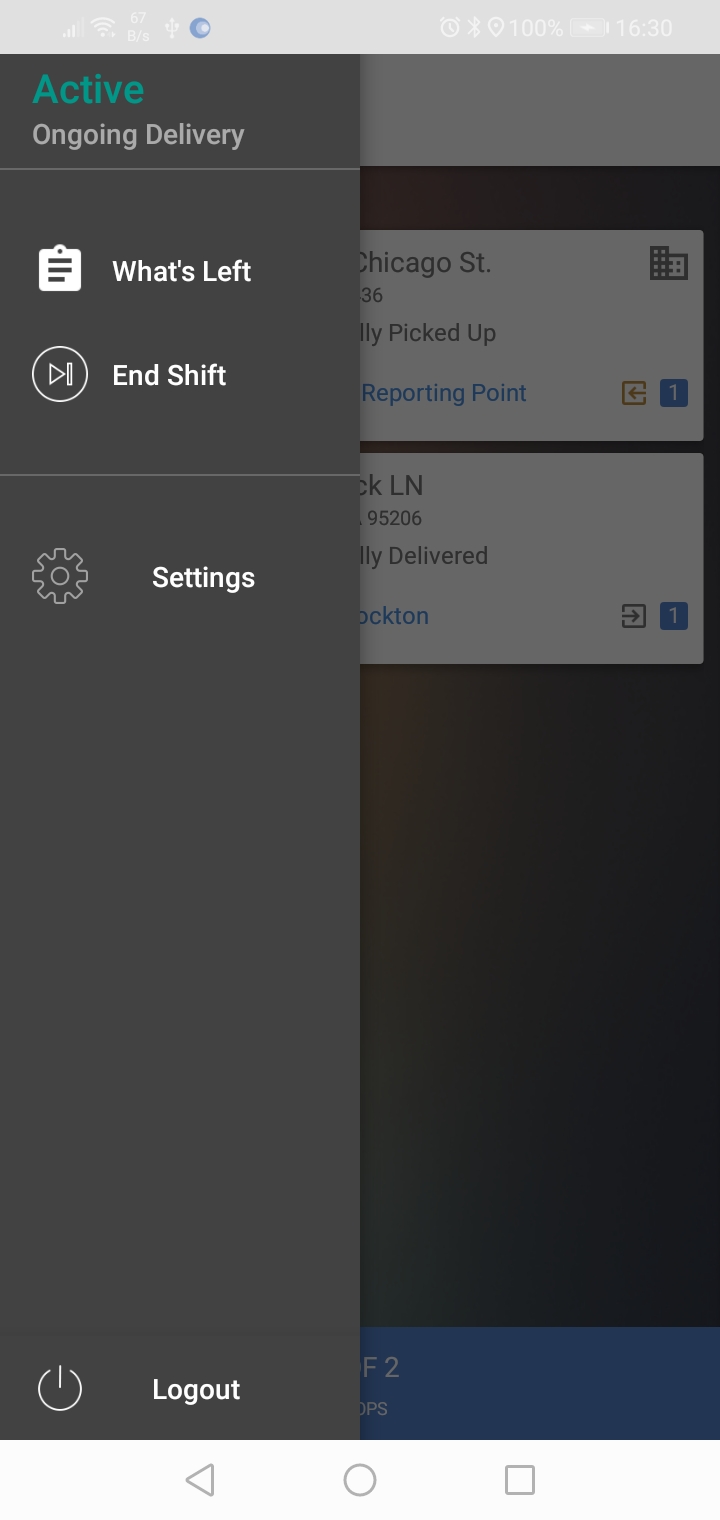 67
B/s
100%
16:30
Active
Ongoing Delivery
What's Left
End Shift
Settings
Logout
Chicago St.
36
lly Picked Up
Reporting Point
1
ck LN
95206
lly Delivered
ockton
1
F 2
OPS